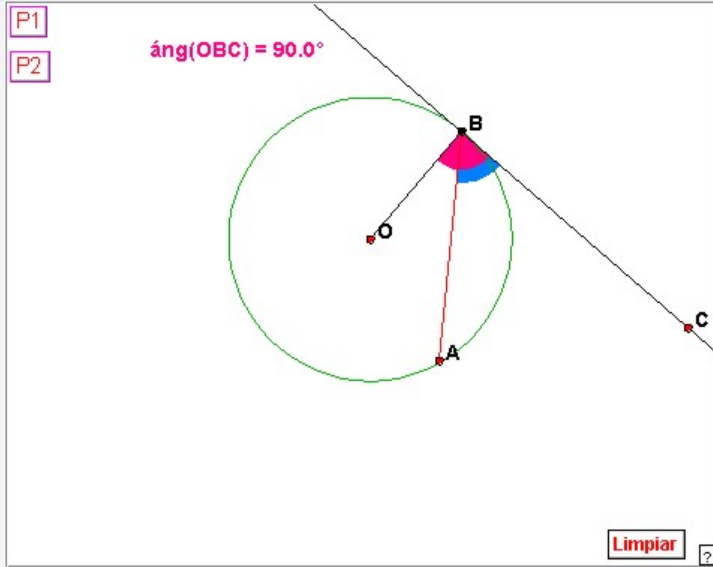 P1
áng(OBC) = 90.0°
P2
B
O
C
A
Limpiar
?